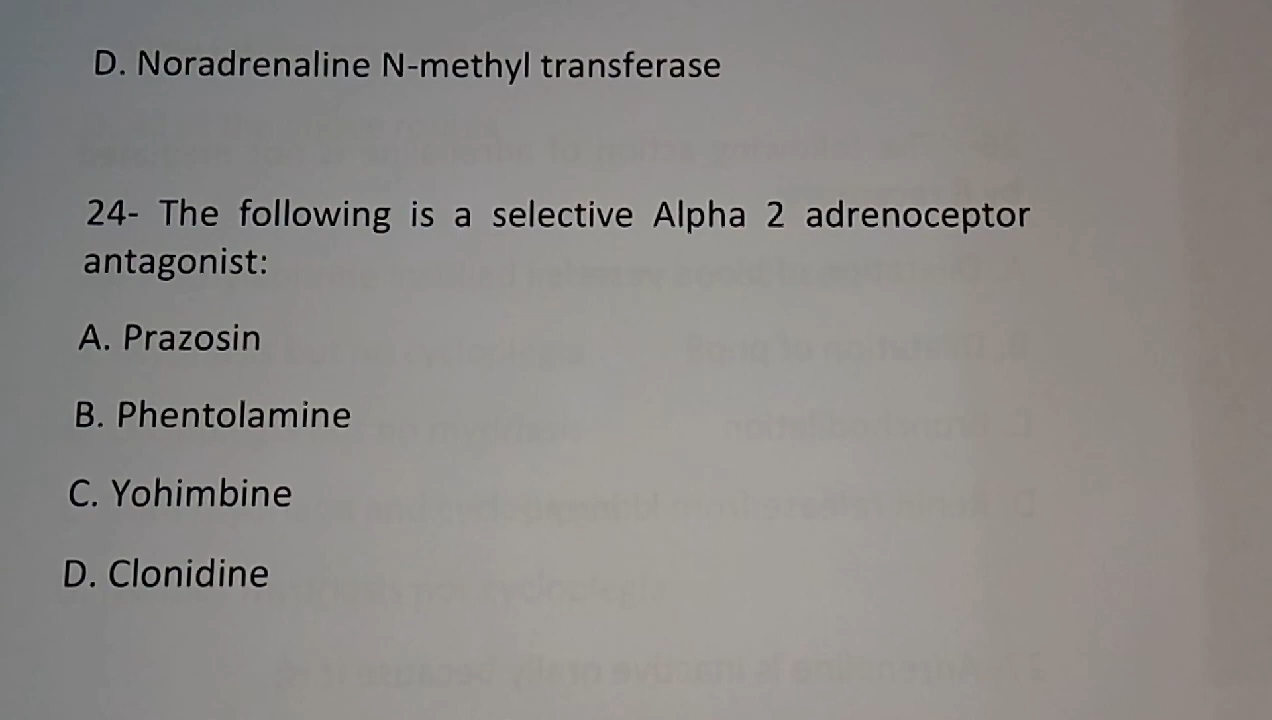 D. Noradrenaline N-methyl transferase
24- The following is a selective Alpha 2 adrenoceptor
antagonist:
A. Prazosin
B. Phentolamine
C. Yohimbine
D. Clonidine